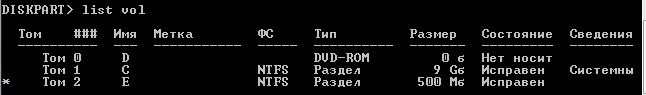 DISKPART> list vol
Том ### Имя Метка ФС Тип Размер Состояние Сведения
Том 0 D DVD-ROM 0 б Нет носит
Том 1 C NTFS Раздел 9 Gб Исправен Системны
* Том 2 E NTFS Раздел 500 Мб Исправен